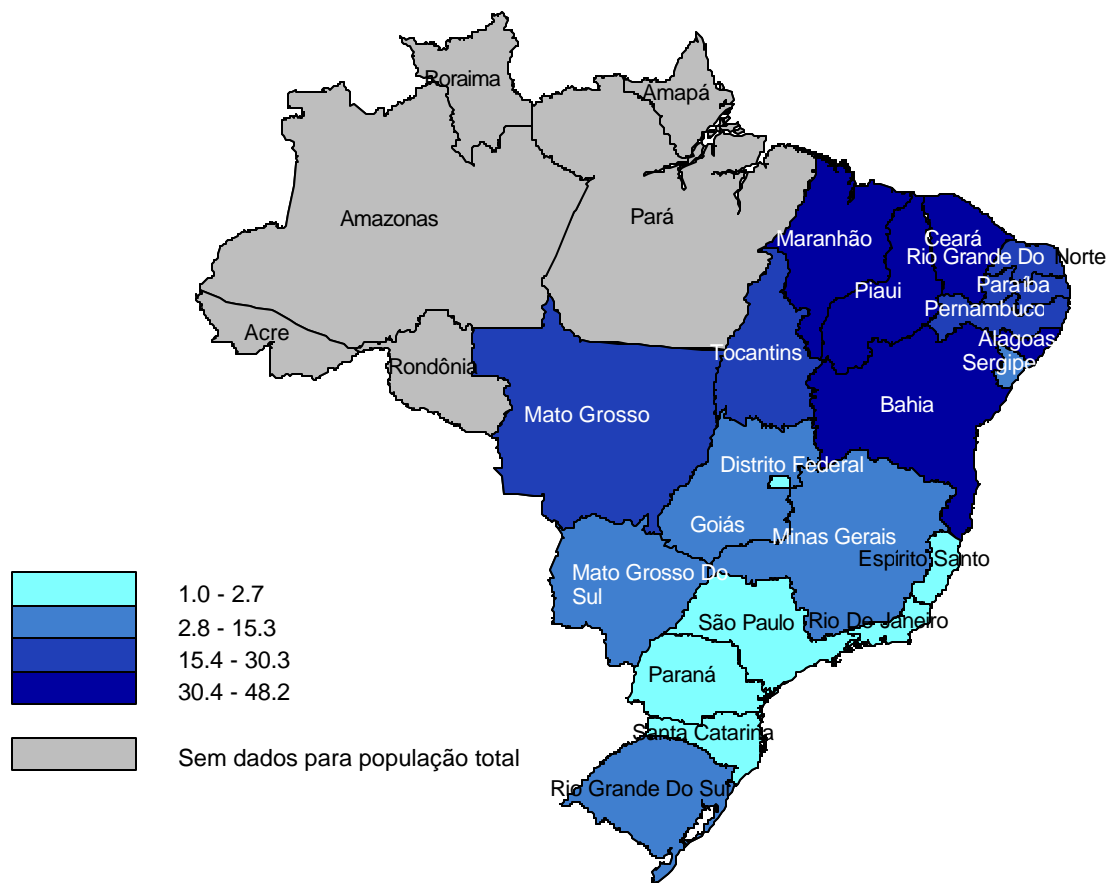 Roraima
Amapá
Amazonas
Pará
Maranhão
Ceará
Rio Grande Do Norte
Piaui
Paraíba
Pernambuco
Acre
Alagoas
Tocantins
Sergipe
Rondônia
Bahia
Mato Grosso
Distrito Federal
Goiás
Minas Gerais
Espirito Santo
Mato Grosso Do
Sul
1.0 - 2.7
São Paulo
Rio De Janeiro
2.8 - 15.3
15.4 - 30.3
Paraná
30.4 - 48.2
Santa Catarina
Sem dados para população total
Rio Grande Do Sul